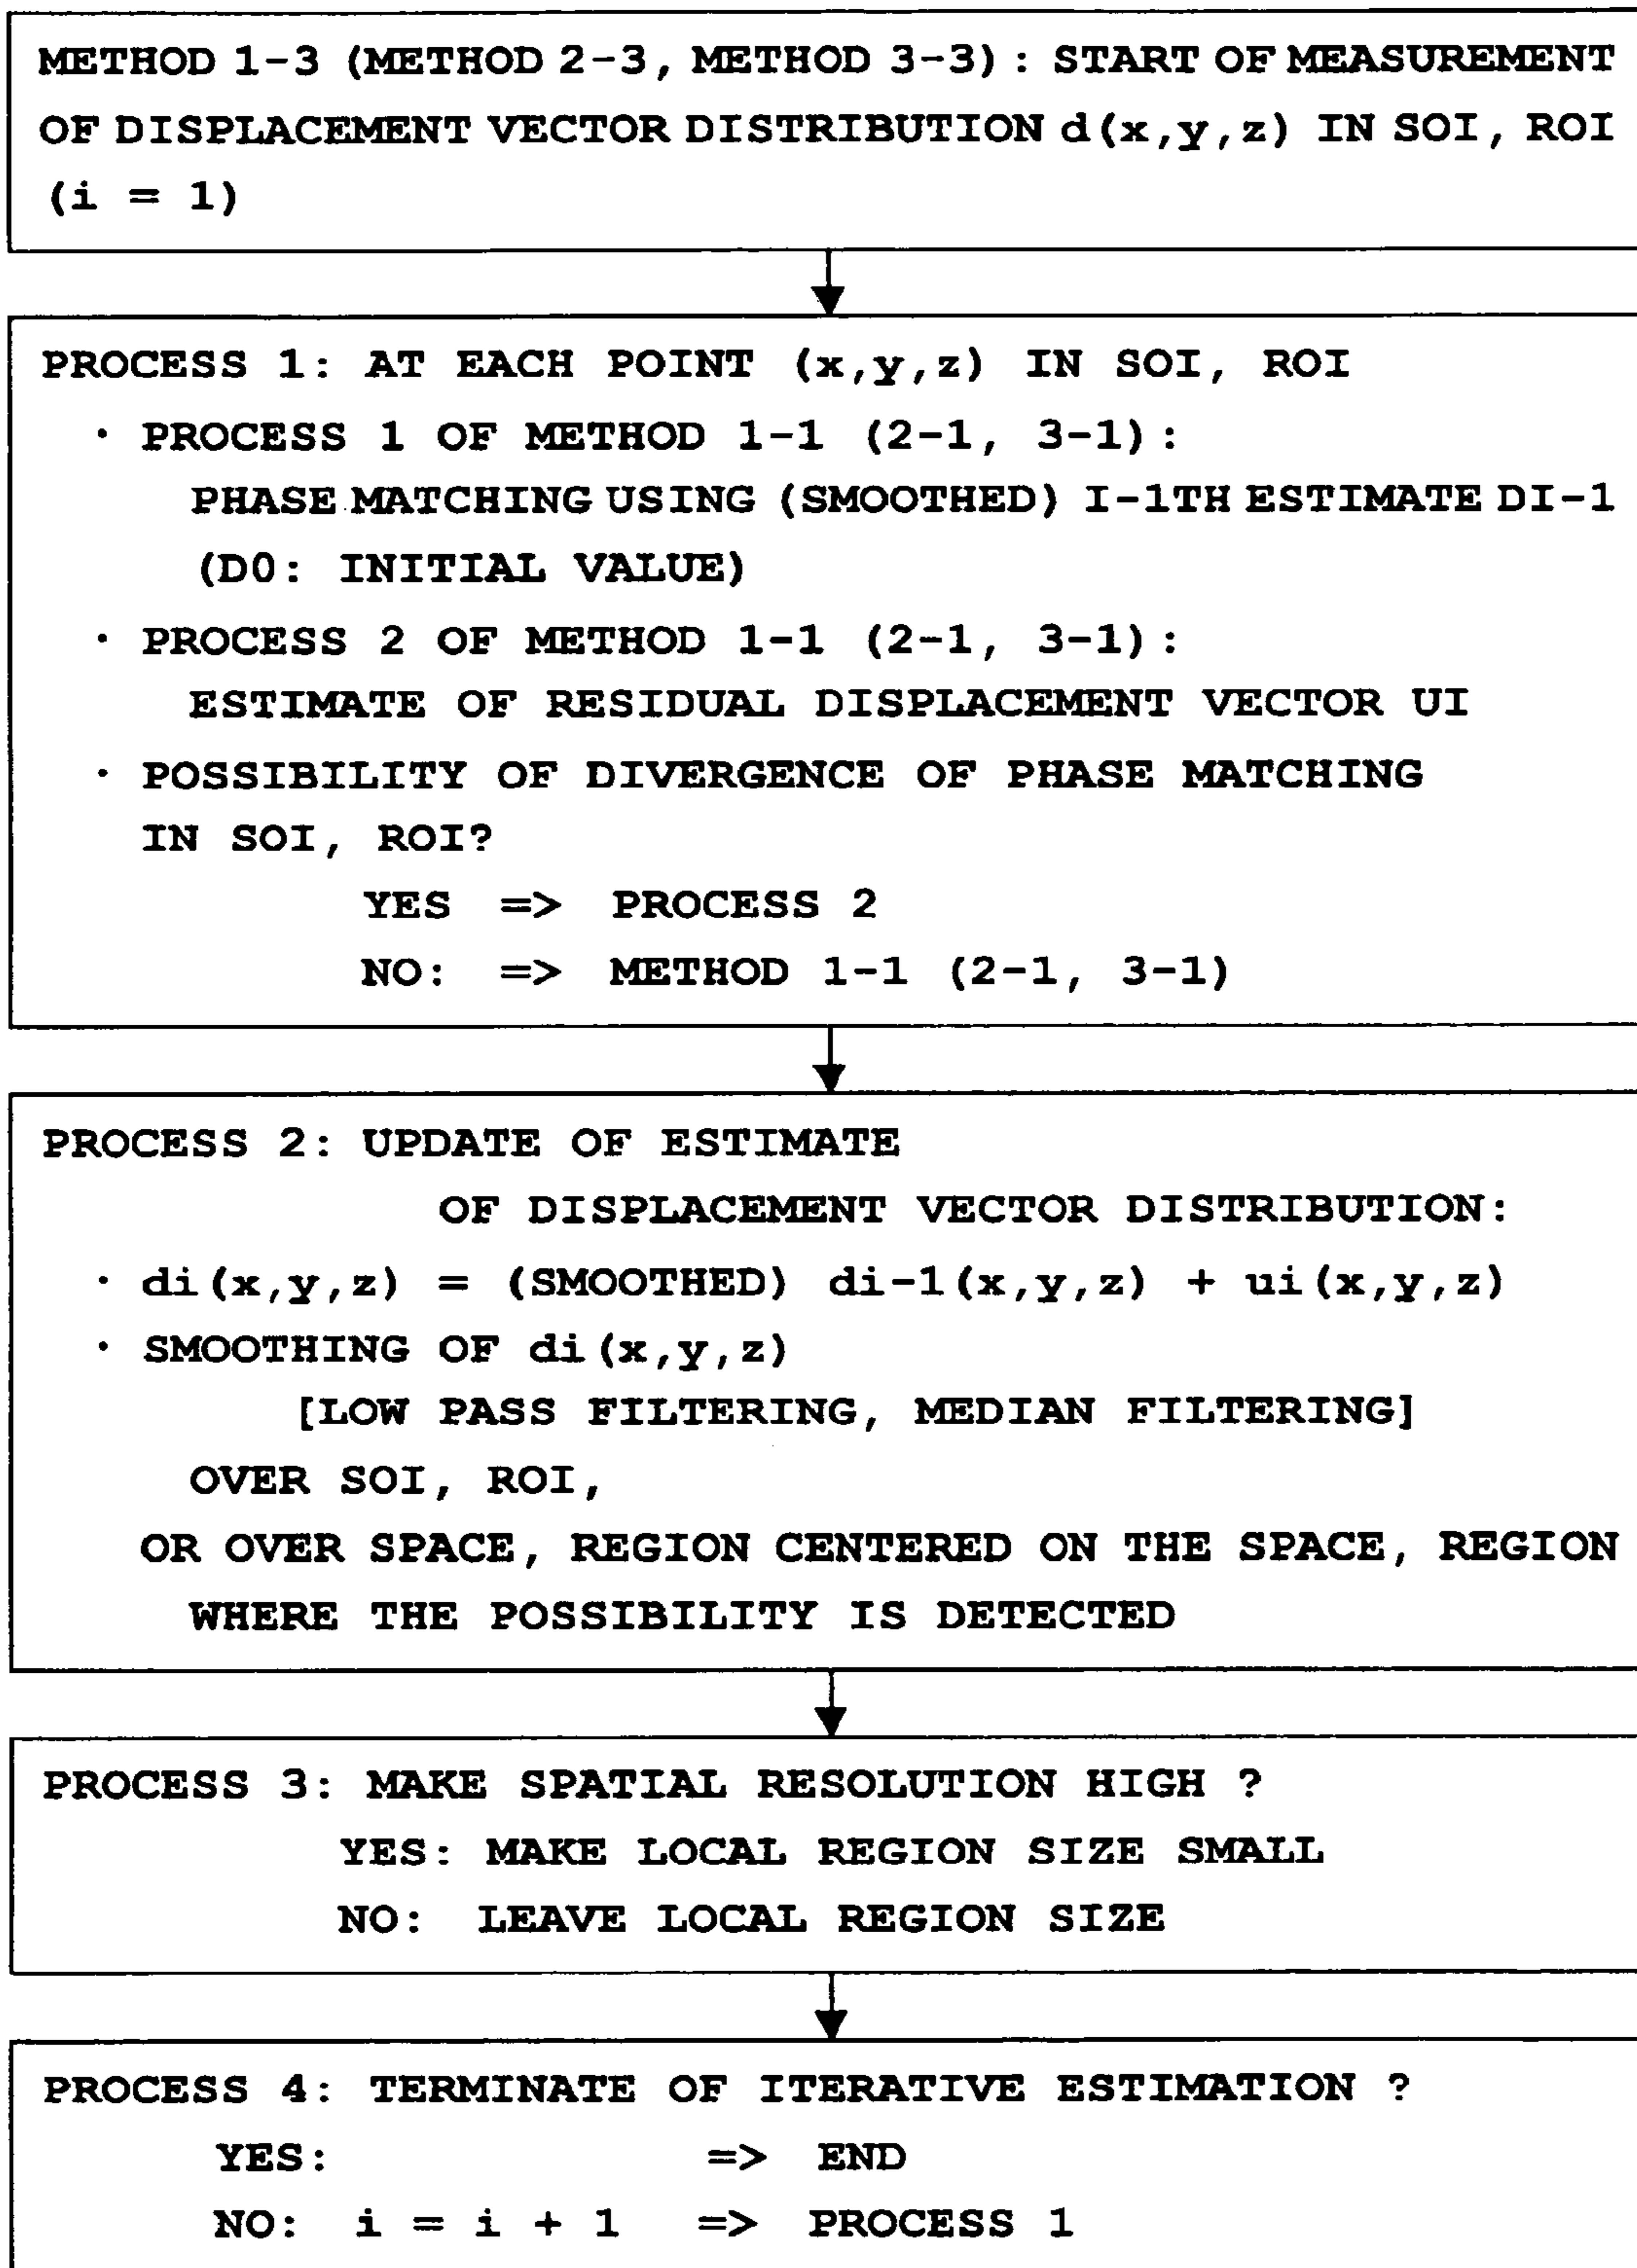 METHOD 1-3 (METHOD 2-3, METHOD 3-3): START OF MEASUREMENT
OF DISPLACEMENT VECTOR DISTRIBUTION d(x,y,z) IN SOI, ROI
(i = 1)
PROCESS 1: AT EACH POINT (x,y,z) IN SOI, ROI
· PROCESS 1 OF METHOD 1-1 (2-1, 3-1):
PHASE MATCHING USING (SMOOTHED) I-1TH ESTIMATE DI-1
(D0: INITIAL VALUE)
· PROCESS 2 OF METHOD 1-1 (2-1, 3-1):
ESTIMATE OF RESIDUAL DISPLACEMENT VECTOR UI
· POSSIBILITY OF DIVERGENCE OF PHASE MATCHING
IN SOI, ROI?
YES => PROCESS 2
NO: => METHOD 1-1 (2-1, 3-1)
PROCESS 2: UPDATE OF ESTIMATE
OF DISPLACEMENT VECTOR DISTRIBUTION:
· di(x,y,z) = (SMOOTHED) di-1(x,y,z) + ui(x,y,z)
· SMOOTHING OF di(x,y,z)
[LOW PASS FILTERING, MEDIAN FILTERING]
OVER SOI, ROI,
OR OVER SPACE, REGION CENTERED ON THE SPACE, REGION
WHERE THE POSSIBILITY IS DETECTED
PROCESS 3: MAKE SPATIAL RESOLUTION HIGH ?
YES: MAKE LOCAL REGION SIZE SMALL
NO: LEAVE LOCAL REGION SIZE
PROCESS 4: TERMINATE OF ITERATIVE ESTIMATION ?
YES: => END
NO: i = i + 1 => PROCESS 1